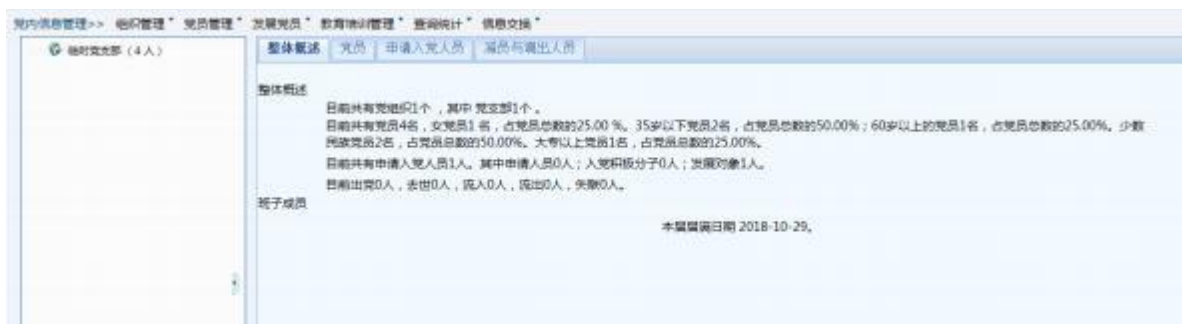 党内信息管理>> 组织管理 党员管理 发展党员 教育培训管理 查询统计 信息交换
临时党支部（4人）
整体概述 党员 申请入党人员 层员与调出人员
整体概述
目前共有党组织1个，其中 党支部1个。
目前共有党员4名，女党员1 名，占党员总数的25.00 %。35岁以下党员2名，占党员总数的50.00%；60岁以上的党员1名，占党员总数的25.00%。少数
民族党员2名，占党员总数的50.00%。大专以上党员1名，占党员总数的25.00%。
目前共有申请入党人员1人。其中申请人员0人；入党积极分子0人；发展对象1人。
目前出党0人，去世0人，流入0人，流出0人，失联0人。
班子成员
本届届满日期 2018-10-29。